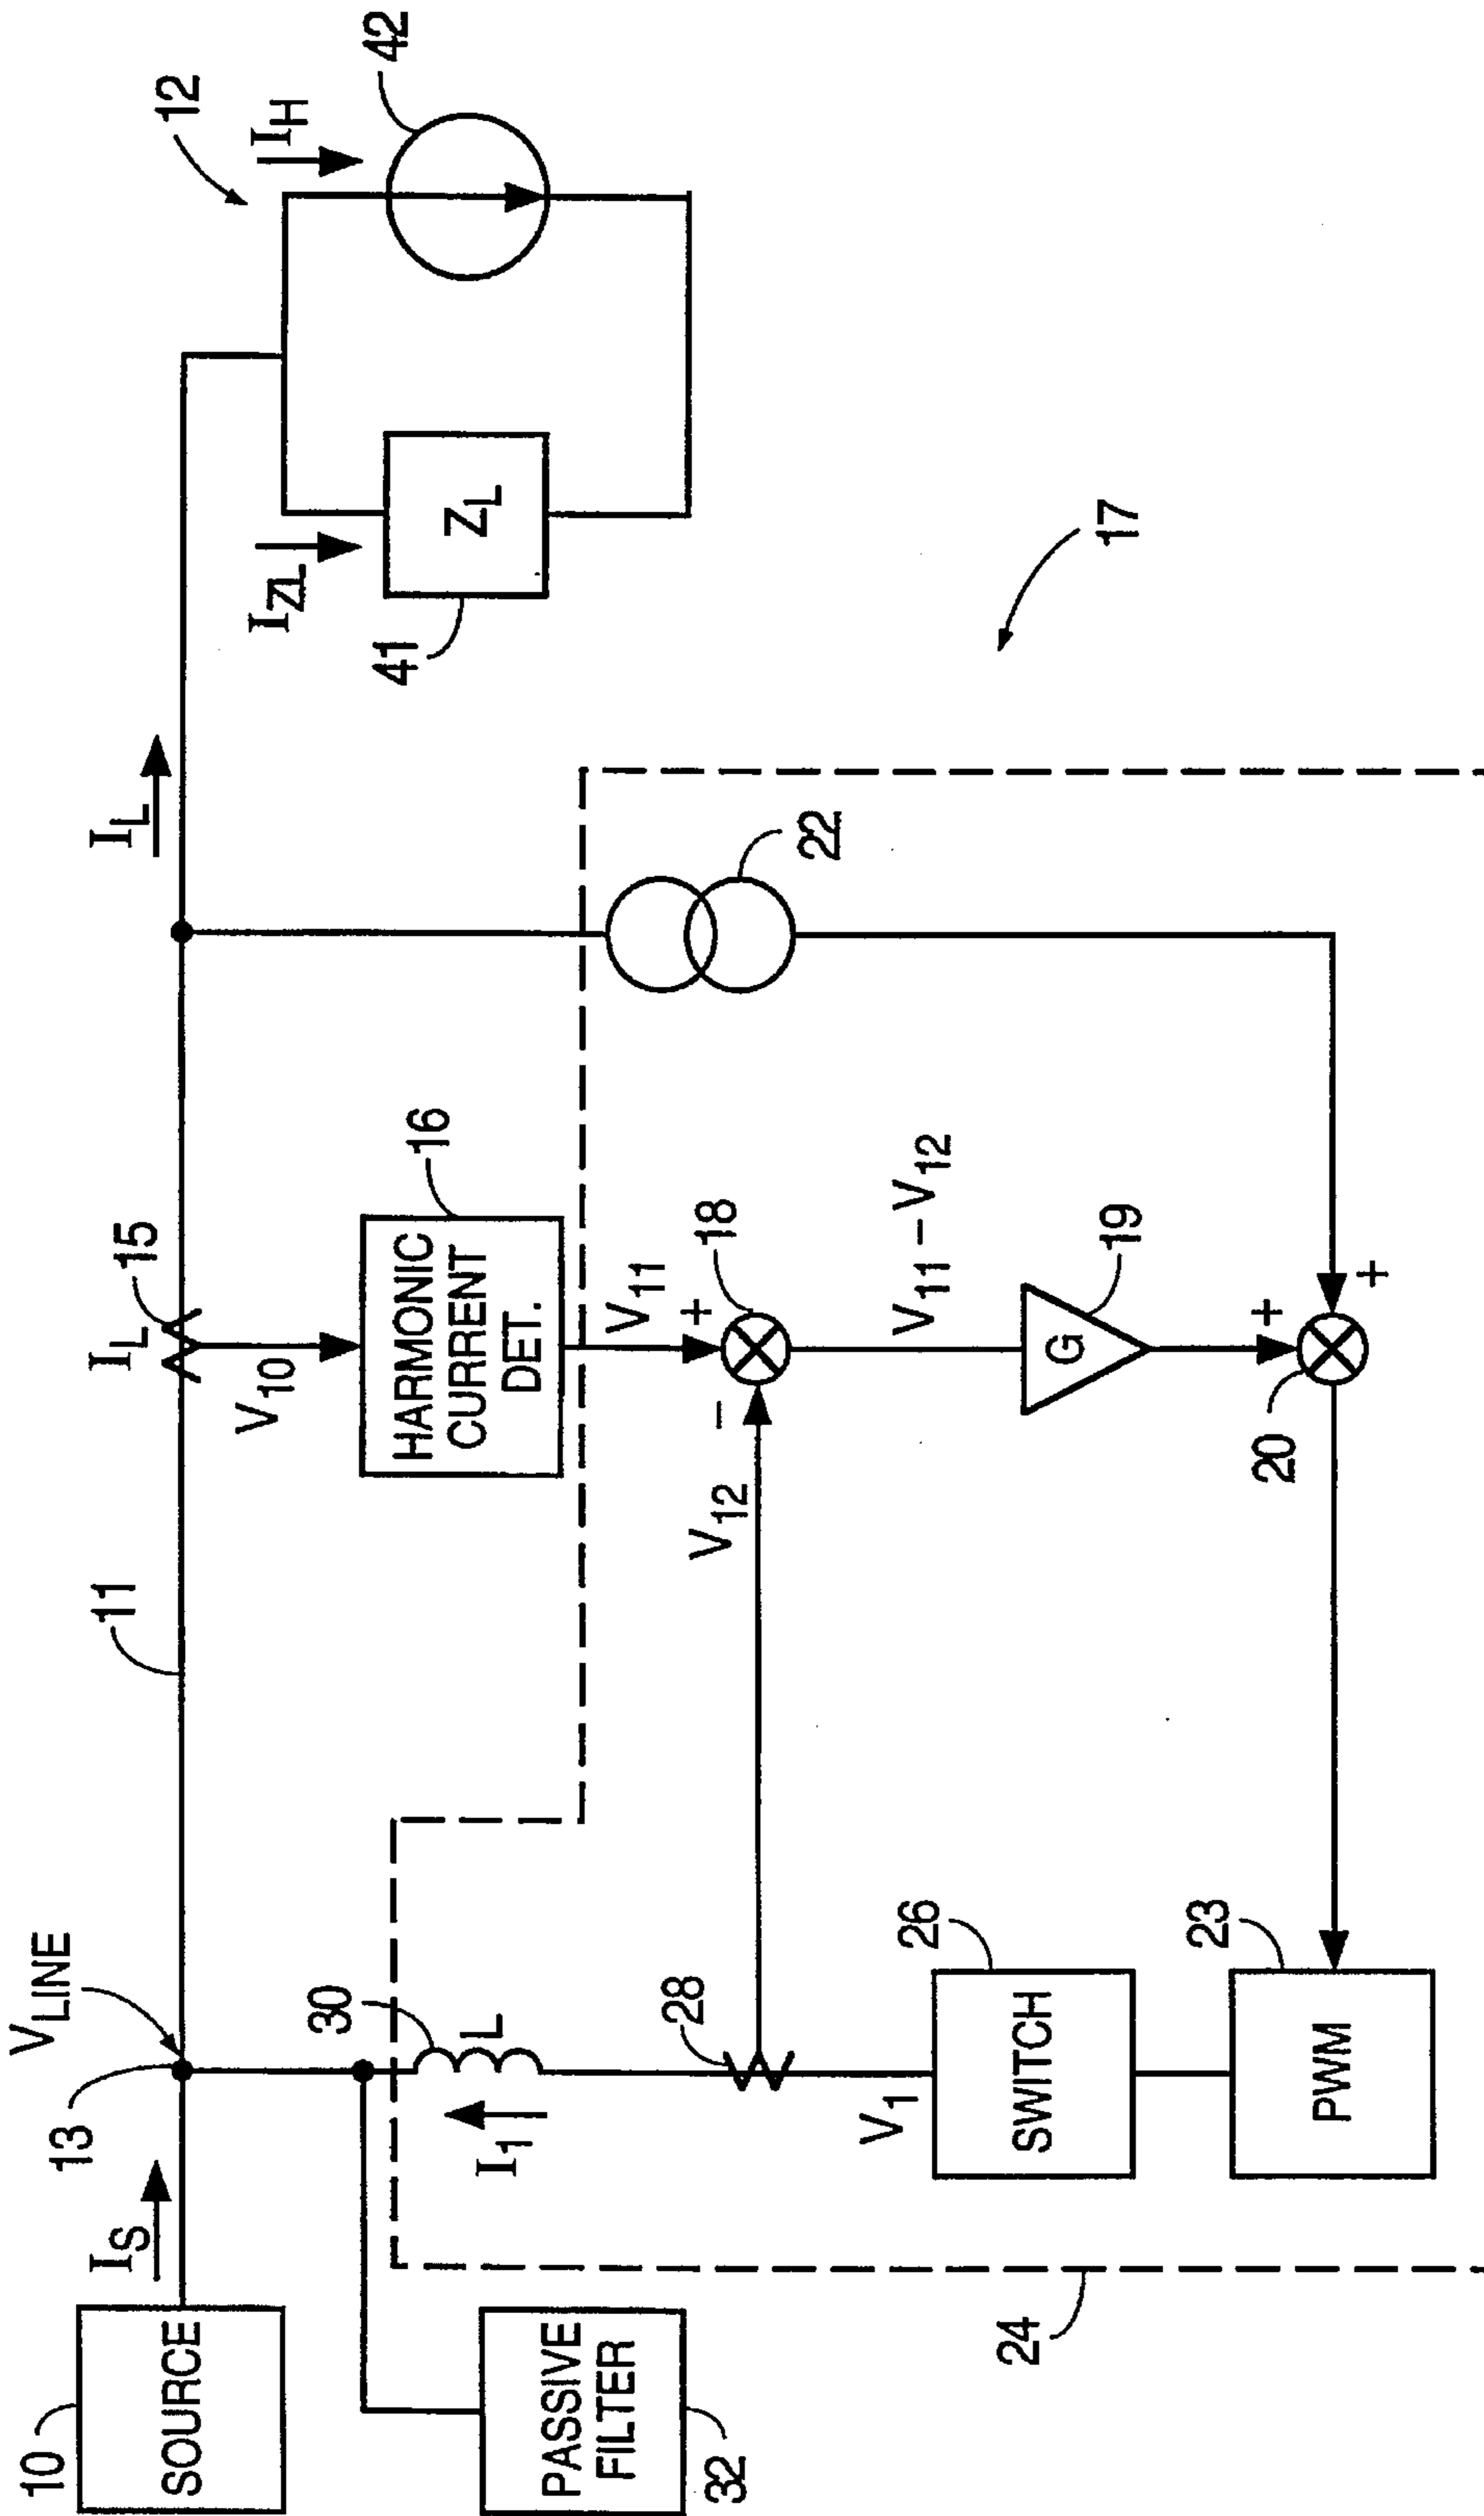 V_LINE
13
11
I_L
15
I_L
12
I_S
V_10
10
SOURCE
HARMONIC
CURRENT
DET.
16
I_ZL
I_H
42
41
Z_L
30
L
I_1
PASSIVE
FILTER
32
V_11
+
18
V_12
−
28
22
17
V_11−V_12
V_1
G
19
SWITCH
26
24
+
20
+
PWM
23